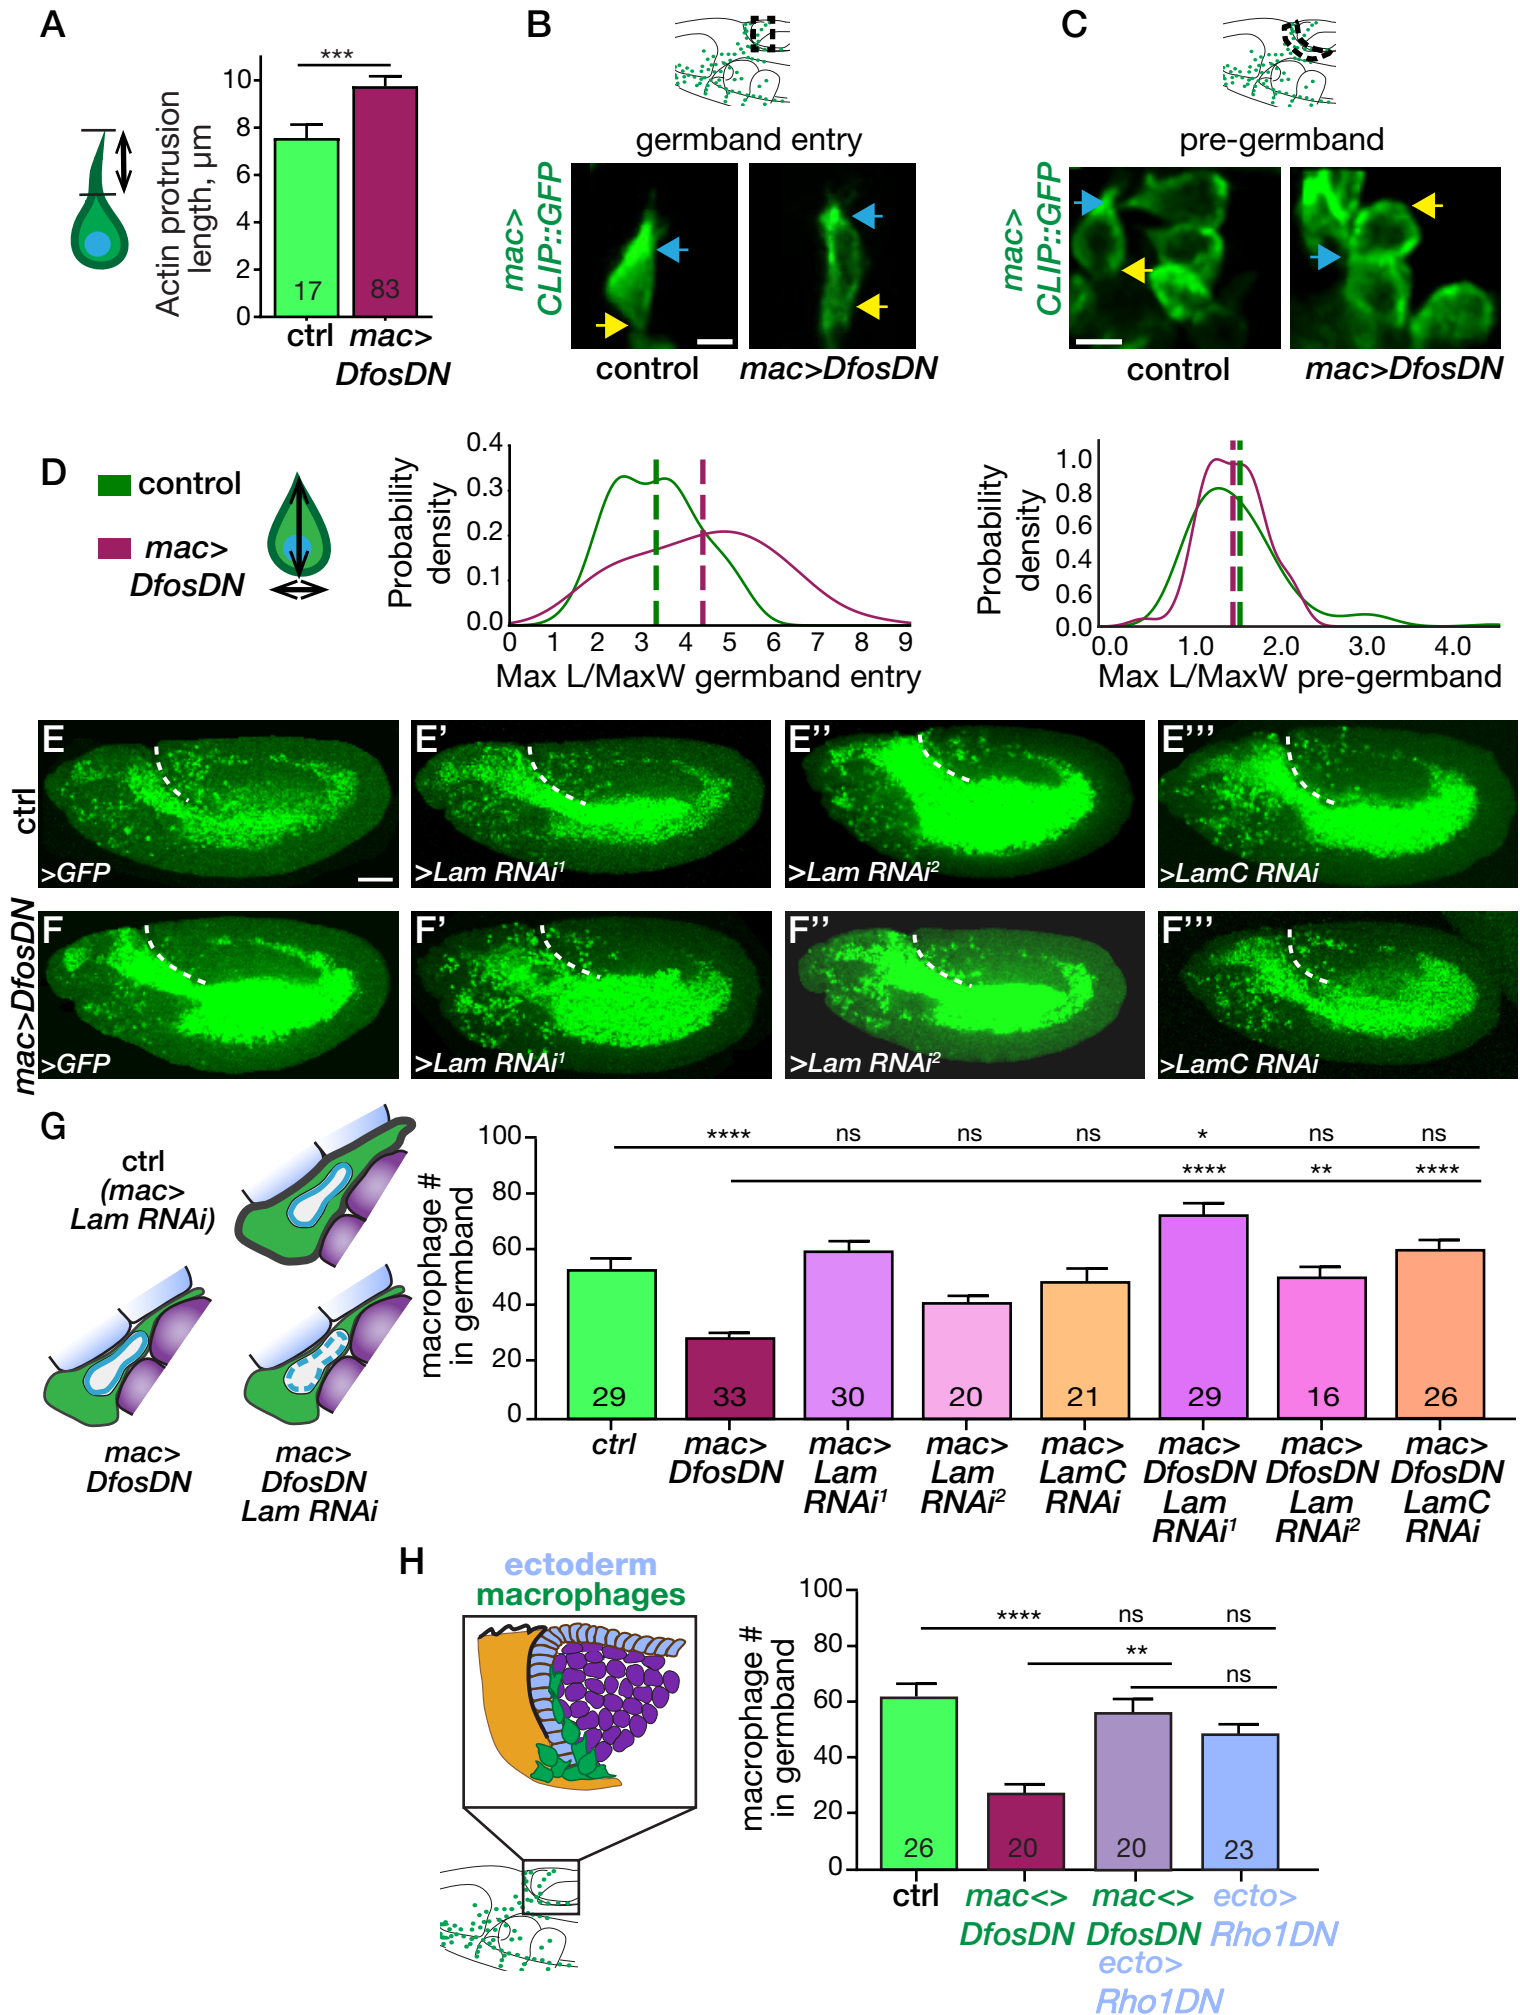 A
Actin protrusion
length, µm
10
8
6
4
2
0
***
17
83
ctrl
mac>
DfosDN
B
germband entry
mac>
CLIP::GFP
control
mac>DfosDN
C
pre-germband
mac>
CLIP::GFP
control
mac>DfosDN
D
control
mac>
DfosDN
Probability
density
0.4
0.3
0.2
0.1
0.0
0 1 2 3 4 5 6 7 8 9
Max L/MaxW germband entry
Probability
density
1.0
0.8
0.6
0.4
0.6
0.0
0.0 1.0 2.0 3.0 4.0
Max L/MaxW pre-germband
ctrl
E
>GFP
E'
>Lam RNAi¹
E''
>Lam RNAi²
E'''
>LamC RNAi
mac>DfosDN
F
>GFP
F'
>Lam RNAi¹
F''
>Lam RNAi²
F'''
>LamC RNAi
G
ctrl
(mac>
Lam RNAi)
mac>
DfosDN
mac>
DfosDN
Lam RNAi
macrophage #
in germband
100
80
60
40
20
0
**** ns ns ns * ns ns
**** ** ****
29 33 30 20 21 29 16 26
ctrl
mac>
DfosDN
mac>
Lam
RNAi¹
mac>
Lam
RNAi²
mac>
LamC
RNAi
mac>
DfosDN
Lam
RNAi¹
mac>
DfosDN
Lam
RNAi²
mac>
DfosDN
LamC
RNAi
H
ectoderm
macrophages
macrophage #
in germband
100
80
60
40
20
0
**** ns ns
**
ns
26 20 20 23
ctrl
mac<>
DfosDN
mac<>
DfosDN
ecto>
Rho1DN
ecto>
Rho1DN